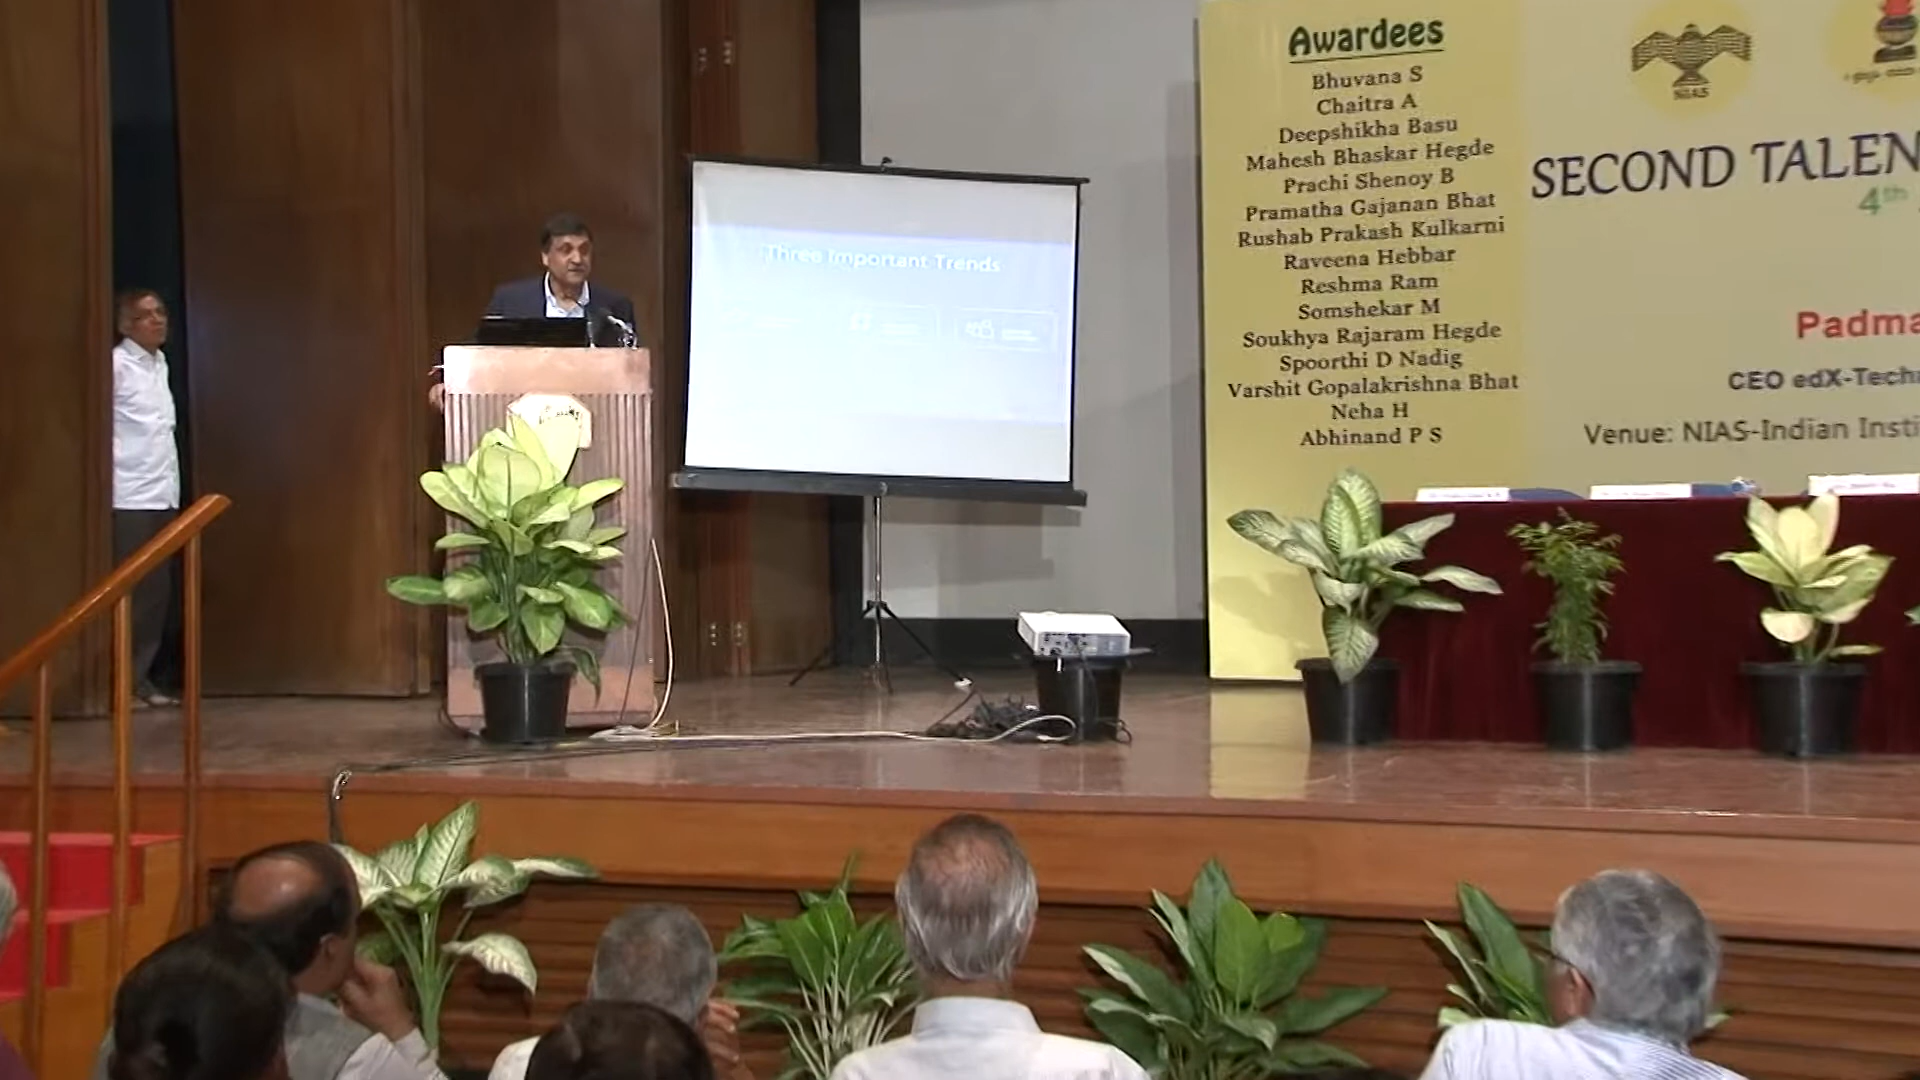 Three Important Trends
Awardees
Bhuvana S
Chaitra A
Deepshikha Basu
Mahesh Bhaskar Hegde
Prachi Shenoy B
Pramatha Gajanan Bhat
Rushab Prakash Kulkarni
Raveena Hebbar
Reshma Ram
Somshekar M
Soukhya Rajaram Hegde
Spoorthi D Nadig
Varshit Gopalakrishna Bhat
Neha H
Abhinand P S
NIAS
SECOND TALEN
4th
Padma
CEO edX-Tech
Venue: NIAS-Indian Insti